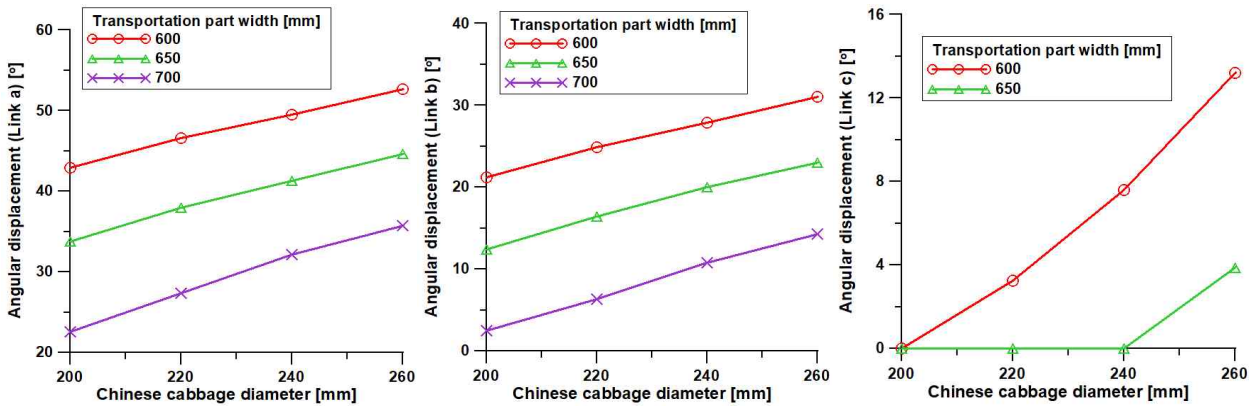 Angular displacement (Link a) [º]
60
50
40
30
20
Transportation part width [mm]
600
650
700
200 220 240 260
Chinese cabbage diameter [mm]
Angular displacement (Link b) [º]
40
30
20
10
0
Transportation part width [mm]
600
650
700
200 220 240 260
Chinese cabbage diameter [mm]
Angular displacement (Link c) [º]
16
12
8
4
0
Transportation part width [mm]
600
650
200 220 240 260
Chinese cabbage diameter [mm]